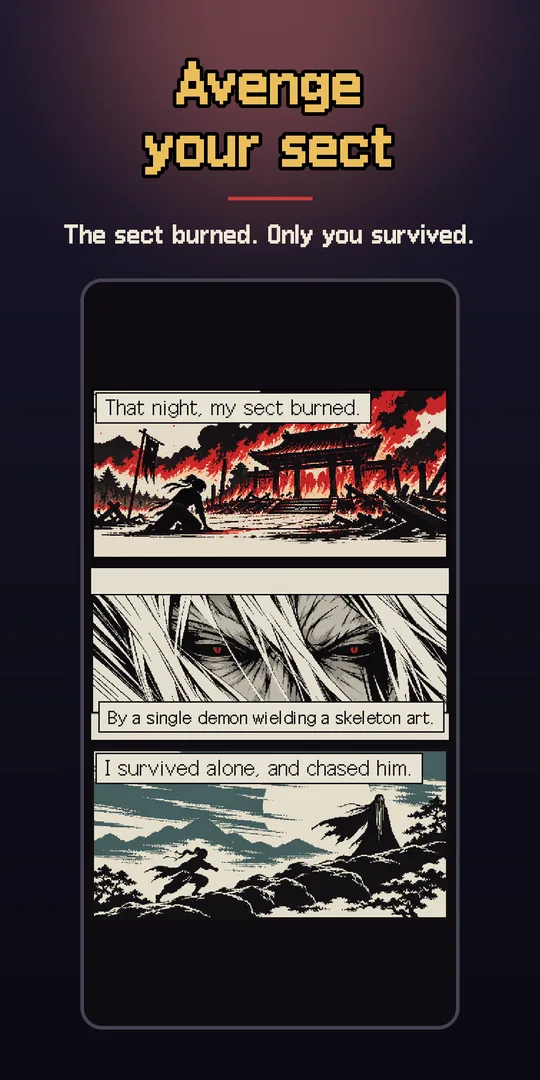 Avenge
your sect
The sect burned. Only you survived.
That night, my sect burned.
By a single demon wielding a skeleton art.
I survived alone, and chased him.